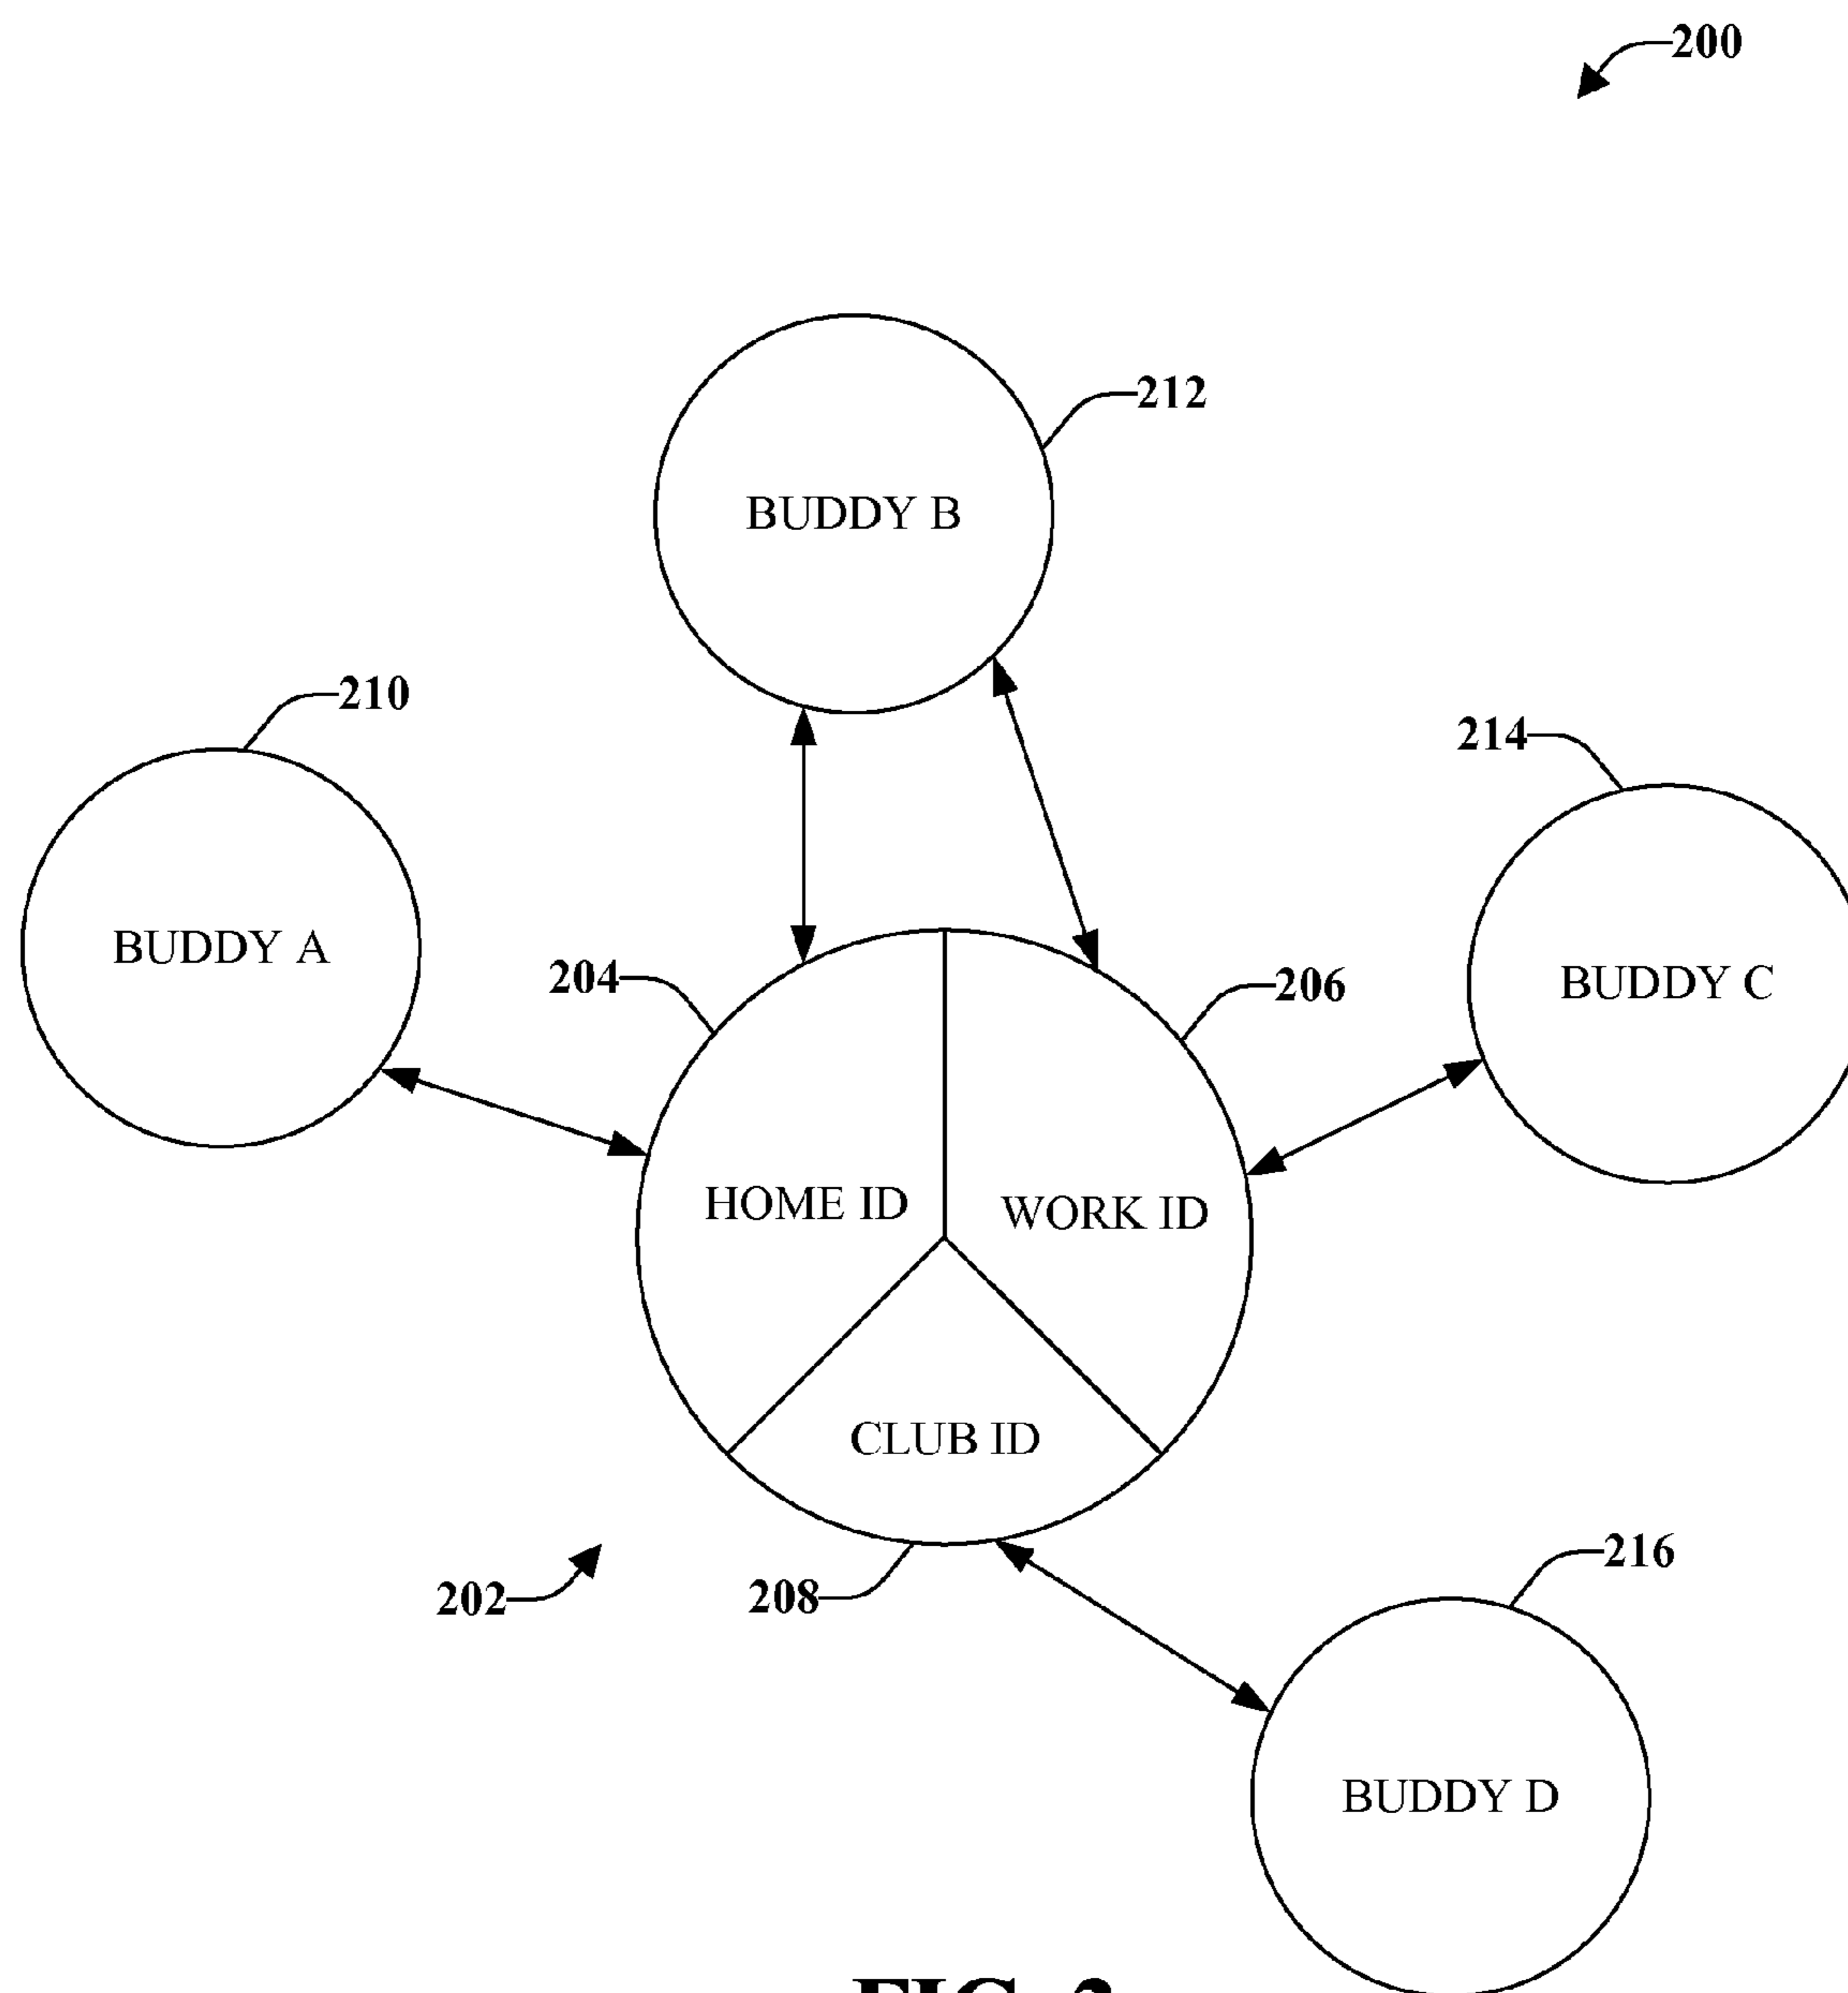 200
212
BUDDY B
210
214
BUDDY A
BUDDY C
204
206
HOME ID
WORK ID
CLUB ID
202
208
216
BUDDY D